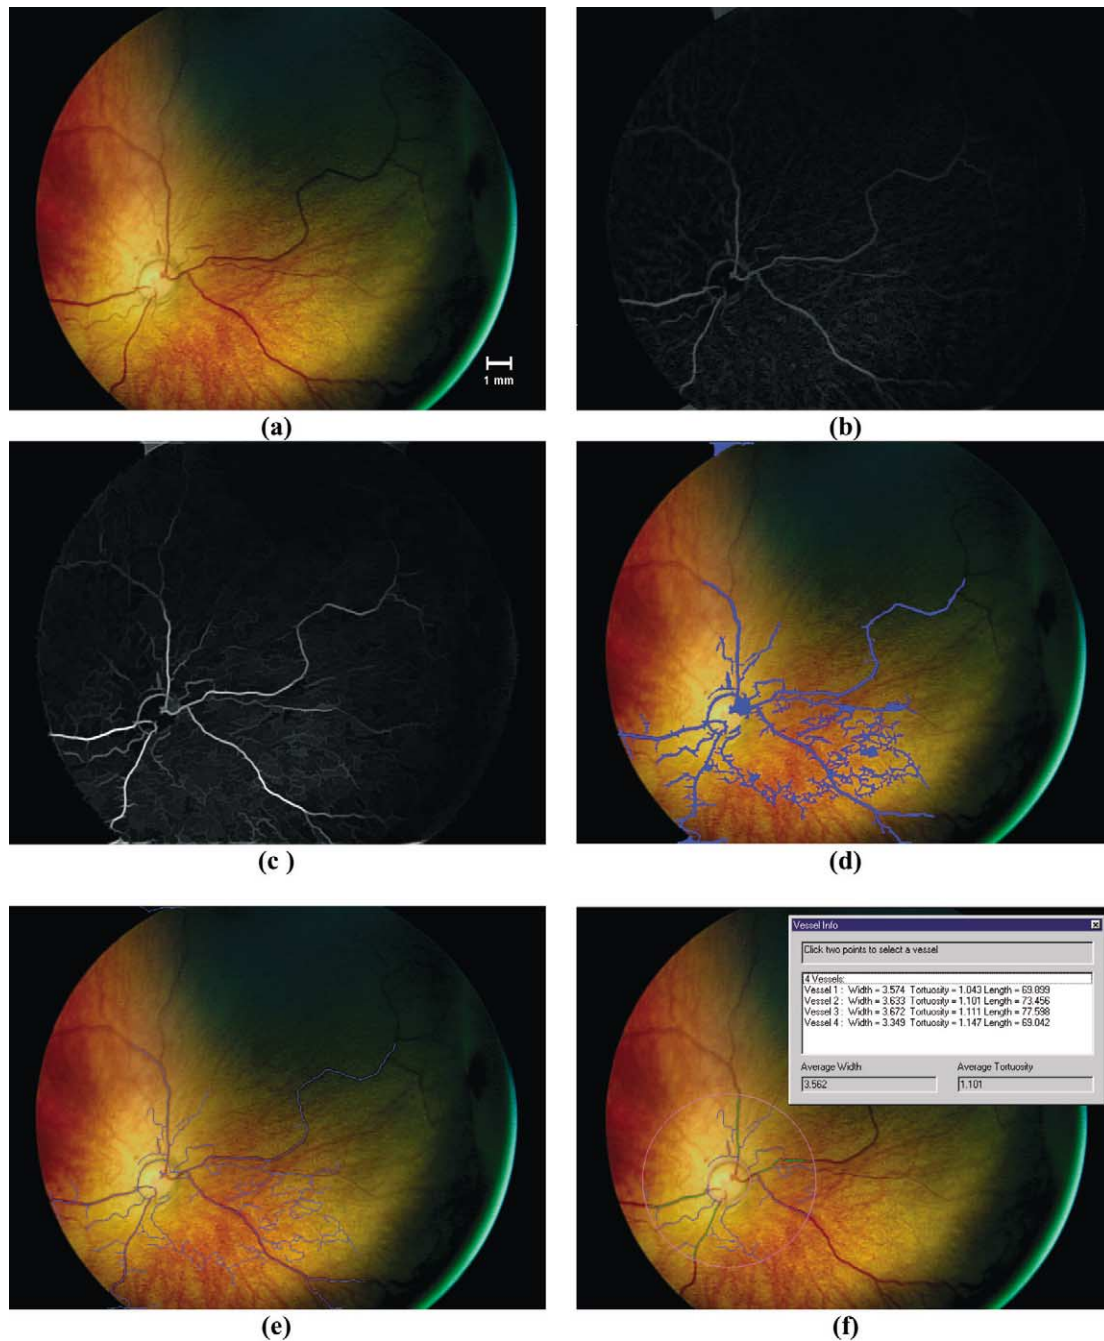 1 mm
(a)
(b)
(c )
(d)
Vessel Info
Click two points to select a vessel
4 Vessels:
Vessel 1 : Width = 3.574 Tortuosity = 1.043 Length = 69.899
Vessel 2 : Width = 3.633 Tortuosity = 1.101 Length = 73.456
Vessel 3 : Width = 3.672 Tortuosity = 1.111 Length = 77.598
Vessel 4 : Width = 3.349 Tortuosity = 1.147 Length = 69.042
Average Width
Average Tortuosity
3.562
1.101
(e)
(f)